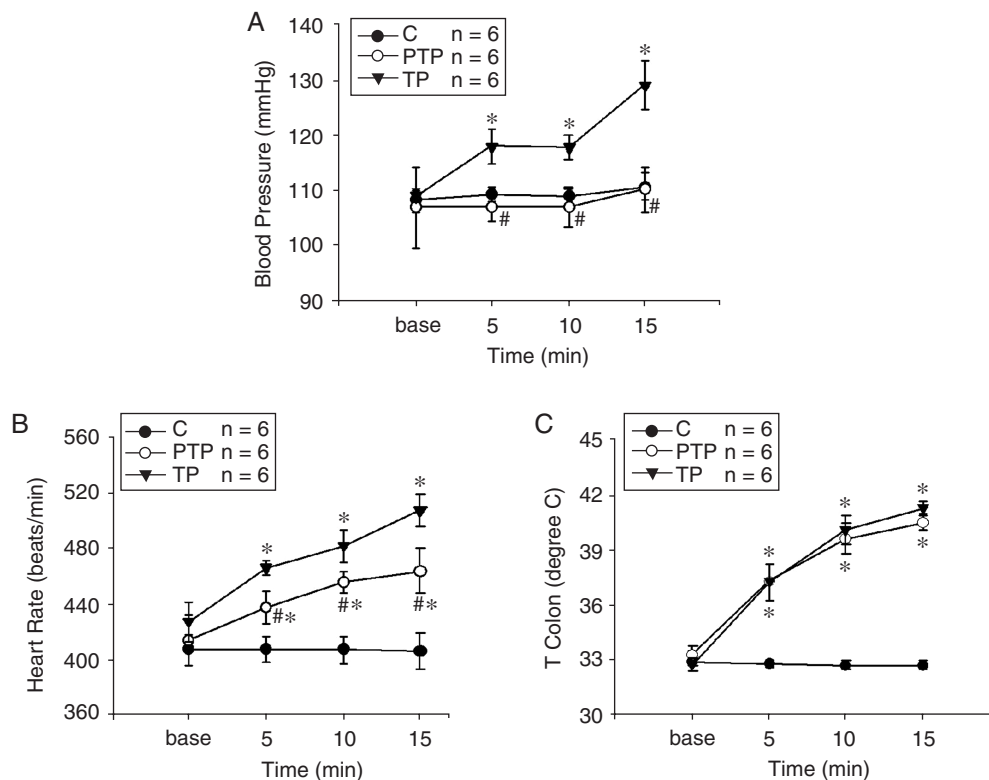 A
C n = 6
PTP n = 6
TP n = 6
Blood Pressure (mmHg)
140
130
120
110
100
90
* * *
# # #
base 5 10 15
Time (min)
B
C n = 6
PTP n = 6
TP n = 6
Heart Rate (beats/min)
560
520
480
440
400
360
* * *
#* #* #*
base 5 10 15
Time (min)
C
C n = 6
PTP n = 6
TP n = 6
T Colon (degree C)
45
42
39
36
33
30
* * *
* * *
base 5 10 15
Time (min)